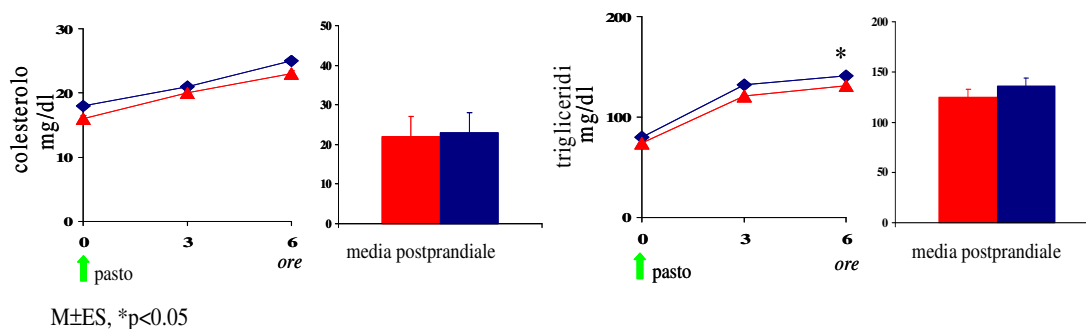 colesterolo
mg/dl
30
20
10
0
0
3
6
ore
pasto
50
40
30
20
10
0
media postprandiale
trigliceridi
mg/dl
200
100
0
*
0
3
6
ore
pasto
200
150
100
50
0
media postprandiale
M±ES, *p<0.05